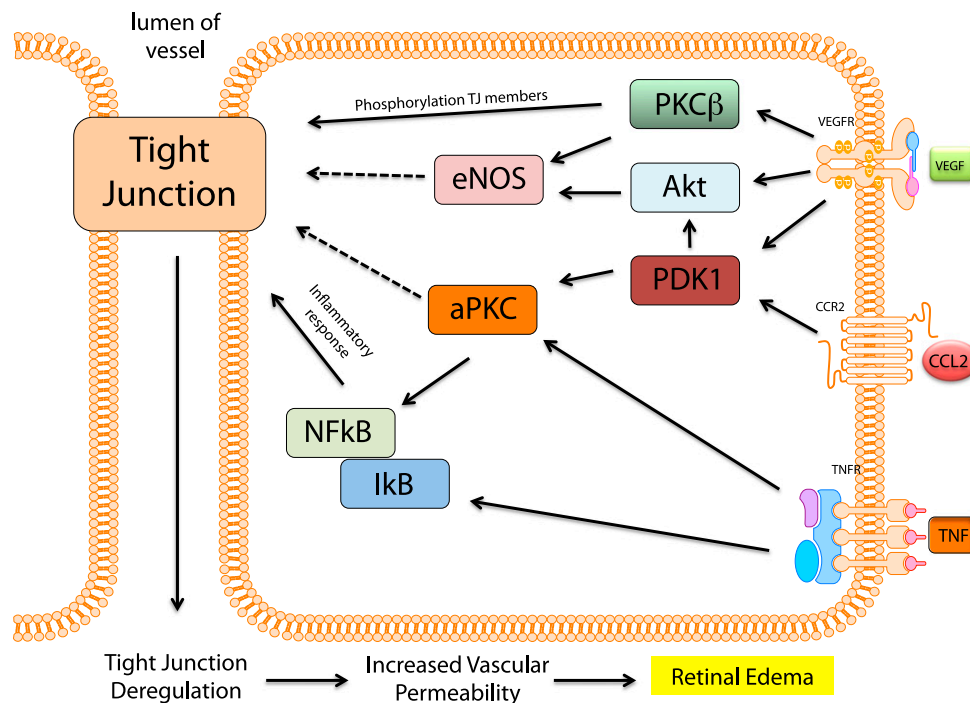 lumen of
vessel
Phosphorylation TJ members
PKCβ
VEGFR
VEGF
Tight
Junction
eNOS
Akt
PDK1
aPKC
Inflammatory
response
CCR2
CCL2
NFkB
IkB
TNFR
TNF
Tight Junction
Deregulation
Increased Vascular
Permeability
Retinal Edema